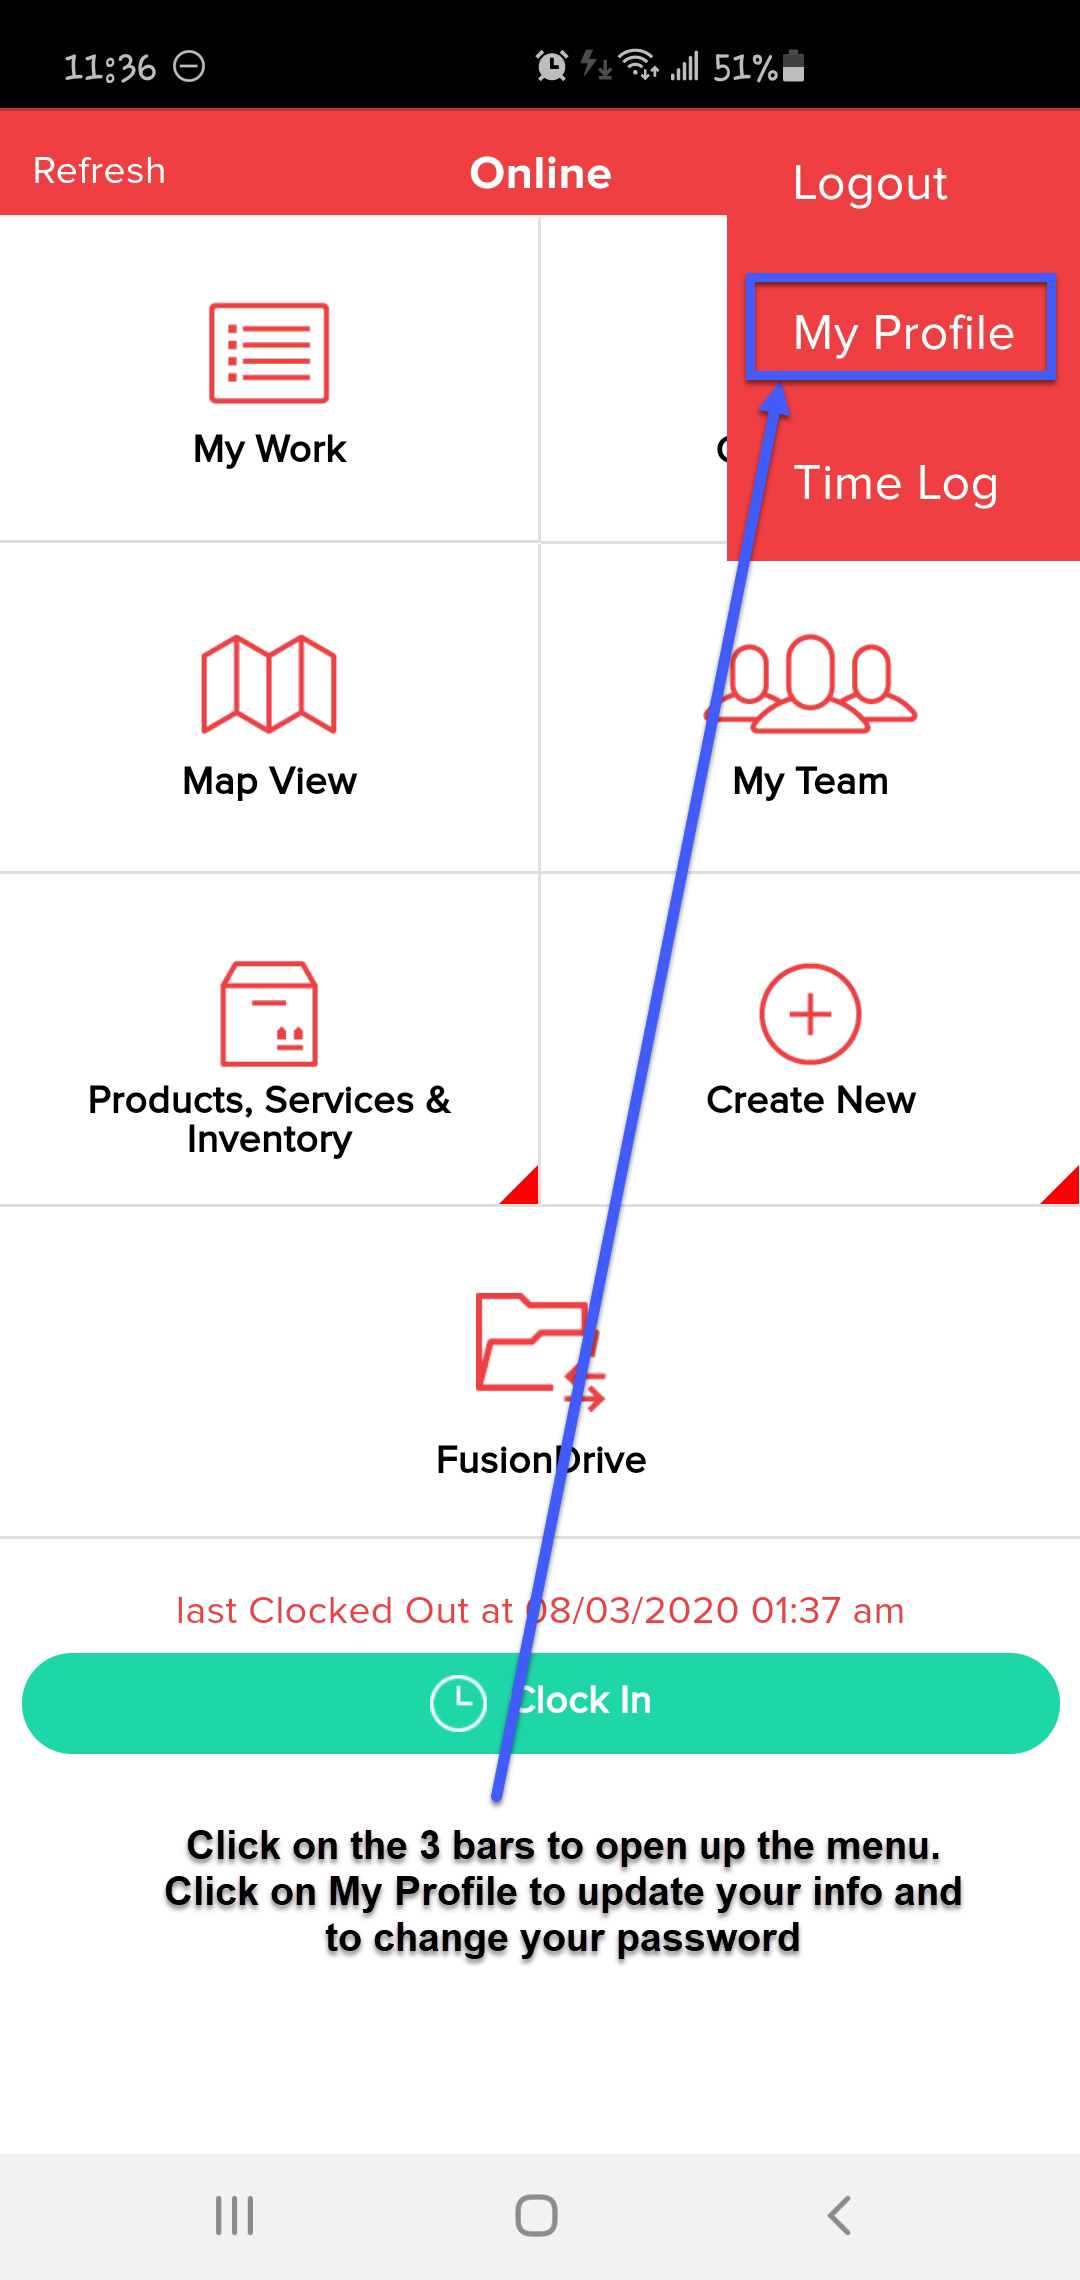 11:36
51%
Refresh
Online
Logout
My Profile
Time Log
My Work
Map View
My Team
Products, Services &
Inventory
Create New
FusionDrive
last Clocked Out at 08/03/2020 01:37 am
Clock In
Click on the 3 bars to open up the menu.
Click on My Profile to update your info and
to change your password